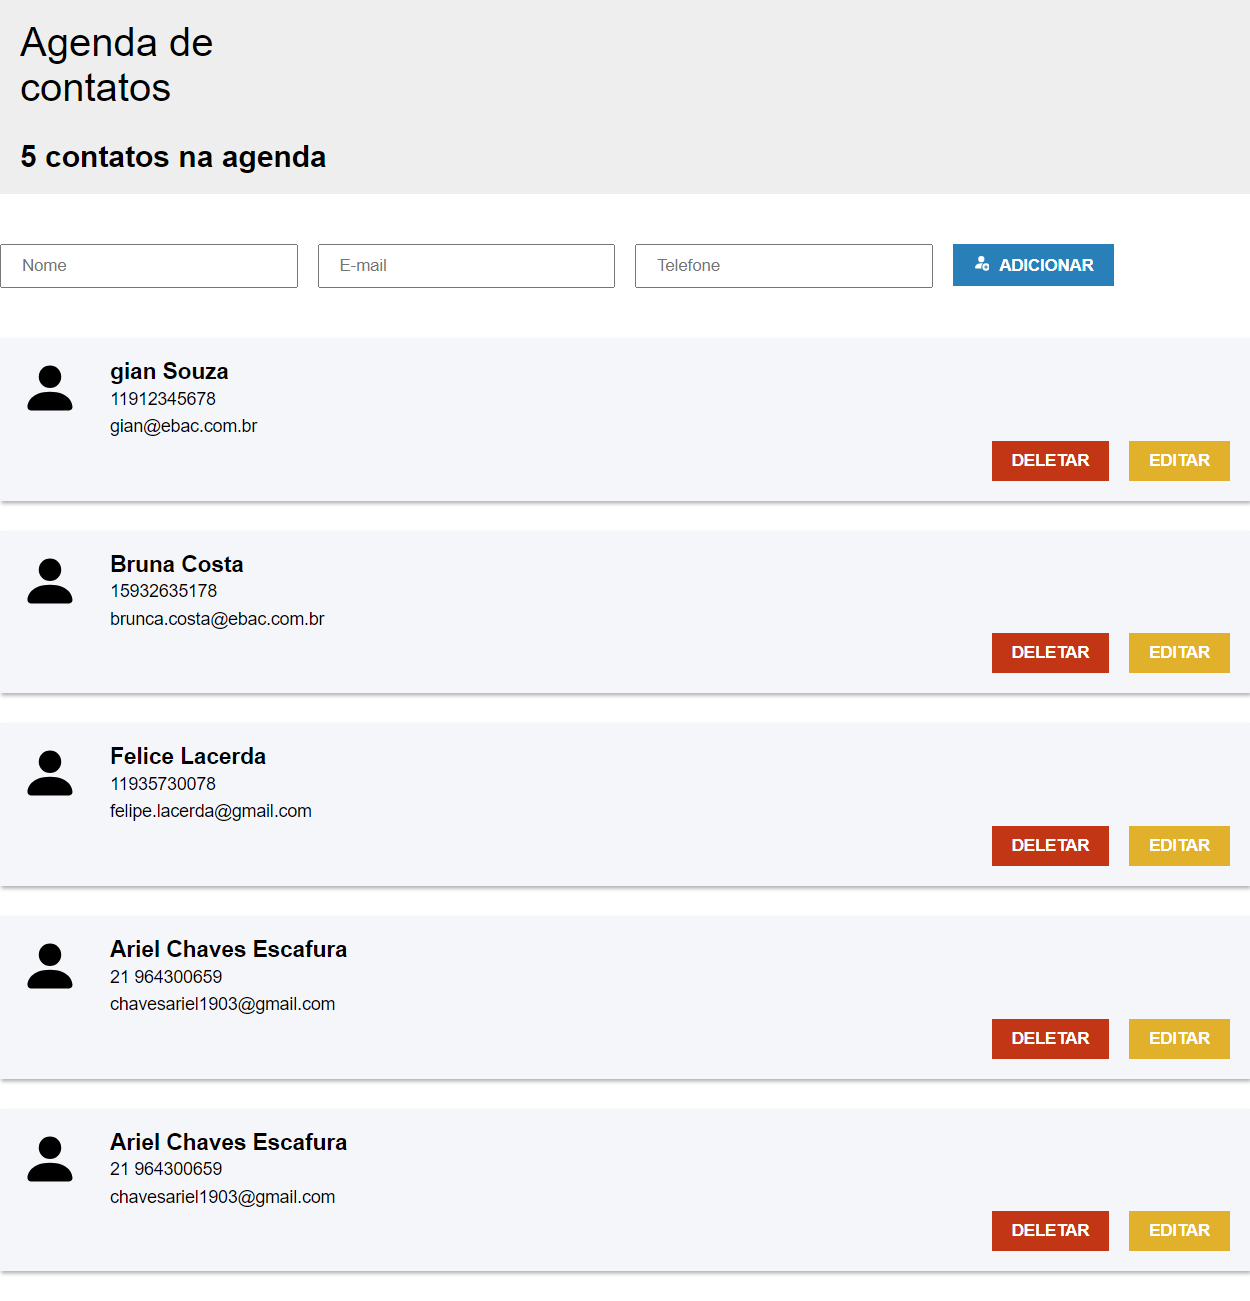 Agenda de
contatos
5 contatos na agenda
Nome E-mail Telefone ADICIONAR
gian Souza
11912345678
gian@ebac.com.br
DELETAR EDITAR
Bruna Costa
15932635178
brunca.costa@ebac.com.br
DELETAR EDITAR
Felice Lacerda
11935730078
felipe.lacerda@gmail.com
DELETAR EDITAR
Ariel Chaves Escafura
21 964300659
chavesariel1903@gmail.com
DELETAR EDITAR
Ariel Chaves Escafura
21 964300659
chavesariel1903@gmail.com
DELETAR EDITAR